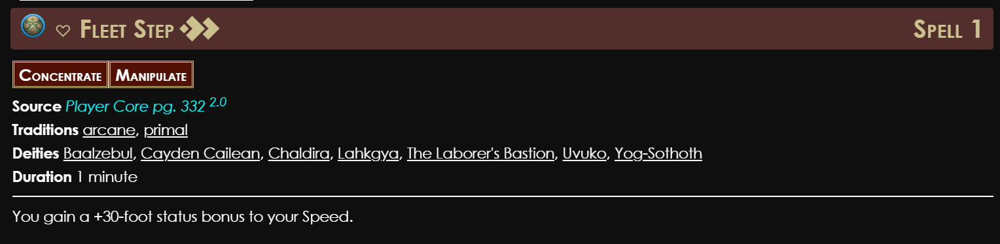 Fleet Step Spell 1
Concentrate Manipulate
Source Player Core pg. 332 2.0
Traditions arcane, primal
Deities Baalzebul, Cayden Cailean, Chaldira, Lahkgya, The Laborer's Bastion, Uvuko, Yog-Sothoth
Duration 1 minute
You gain a +30-foot status bonus to your Speed.